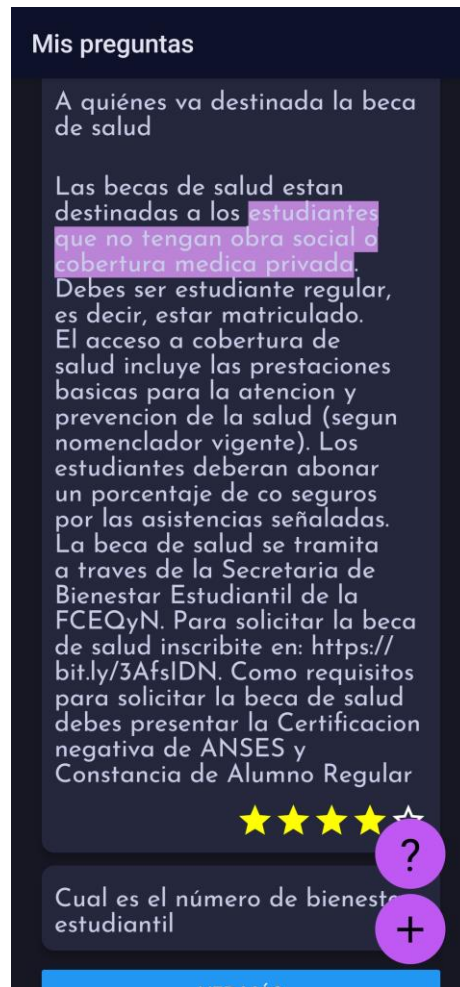 Mis preguntas
A quiénes va destinada la beca
de salud
Las becas de salud estan
destinadas a los estudiantes
que no tengan obra social o
cobertura medica privada.
Debes ser estudiante regular,
es decir, estar matriculado.
El acceso a cobertura de
salud incluye las prestaciones
basicas para la atencion y
prevencion de la salud (segun
nomenclador vigente). Los
estudiantes deberan abonar
un porcentaje de co seguros
por las asistencias señaladas.
La beca de salud se tramita
a traves de la Secretaria de
Bienestar Estudiantil de la
FCEQyN. Para solicitar la beca
de salud inscribite en: https://
bit.ly/3AfsIDN. Como requisitos
para solicitar la beca de salud
debes presentar la Certificacion
negativa de ANSES y
Constancia de Alumno Regular
?
Cual es el número de
estudiantil
+